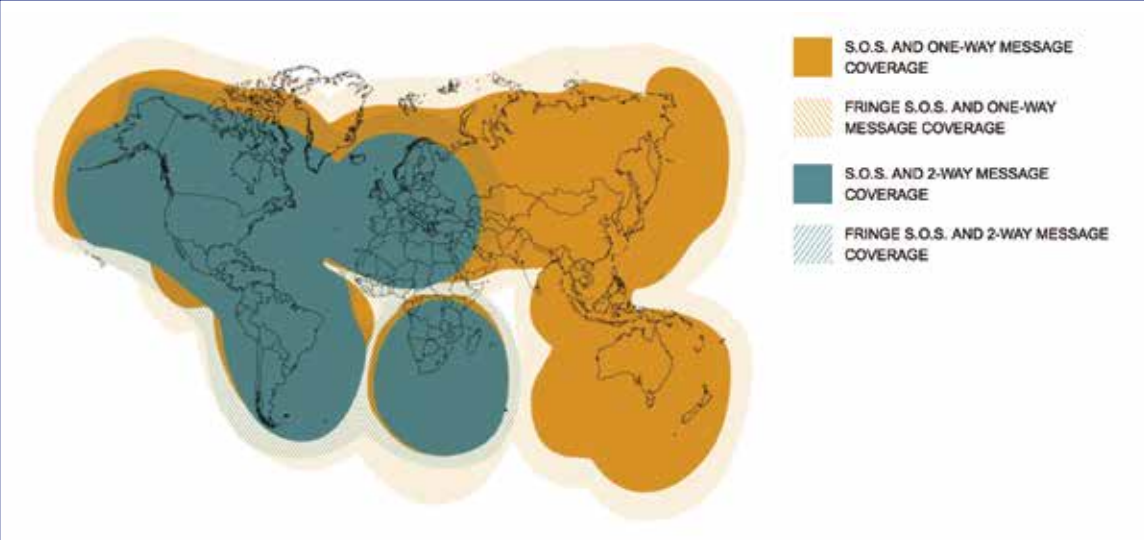 S.O.S. AND ONE-WAY MESSAGE
COVERAGE
FRINGE S.O.S. AND ONE-WAY
MESSAGE COVERAGE
S.O.S. AND 2-WAY MESSAGE
COVERAGE
FRINGE S.O.S. AND 2-WAY MESSAGE
COVERAGE